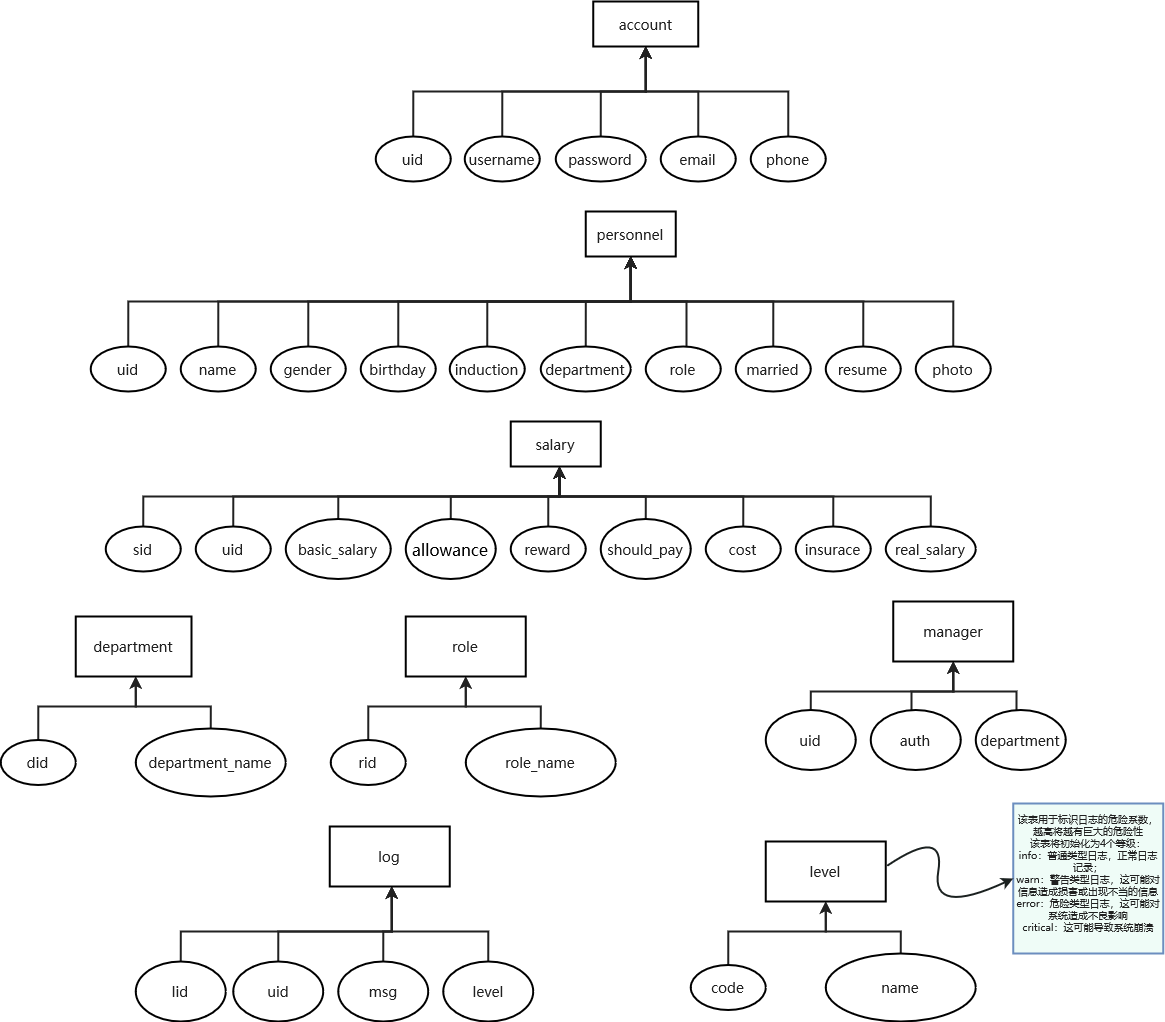 account
uid
username
password
email
phone
personnel
uid
name
gender
birthday
induction
department
role
married
resume
photo
salary
sid
uid
basic_salary
allowance
reward
should_pay
cost
insurace
real_salary
department
role
manager
did
department_name
rid
role_name
uid
auth
department
log
level
该表用于标识日志的危险系数，
越高将越有巨大的危险性
该表将初始化为4个等级：
info：普通类型日志，正常日志
记录；
warn：警告类型日志，这可能对
信息造成损害或出现不当的信息
error：危险类型日志，这可能对
系统造成不良影响
critical：这可能导致系统崩溃
lid
uid
msg
level
code
name